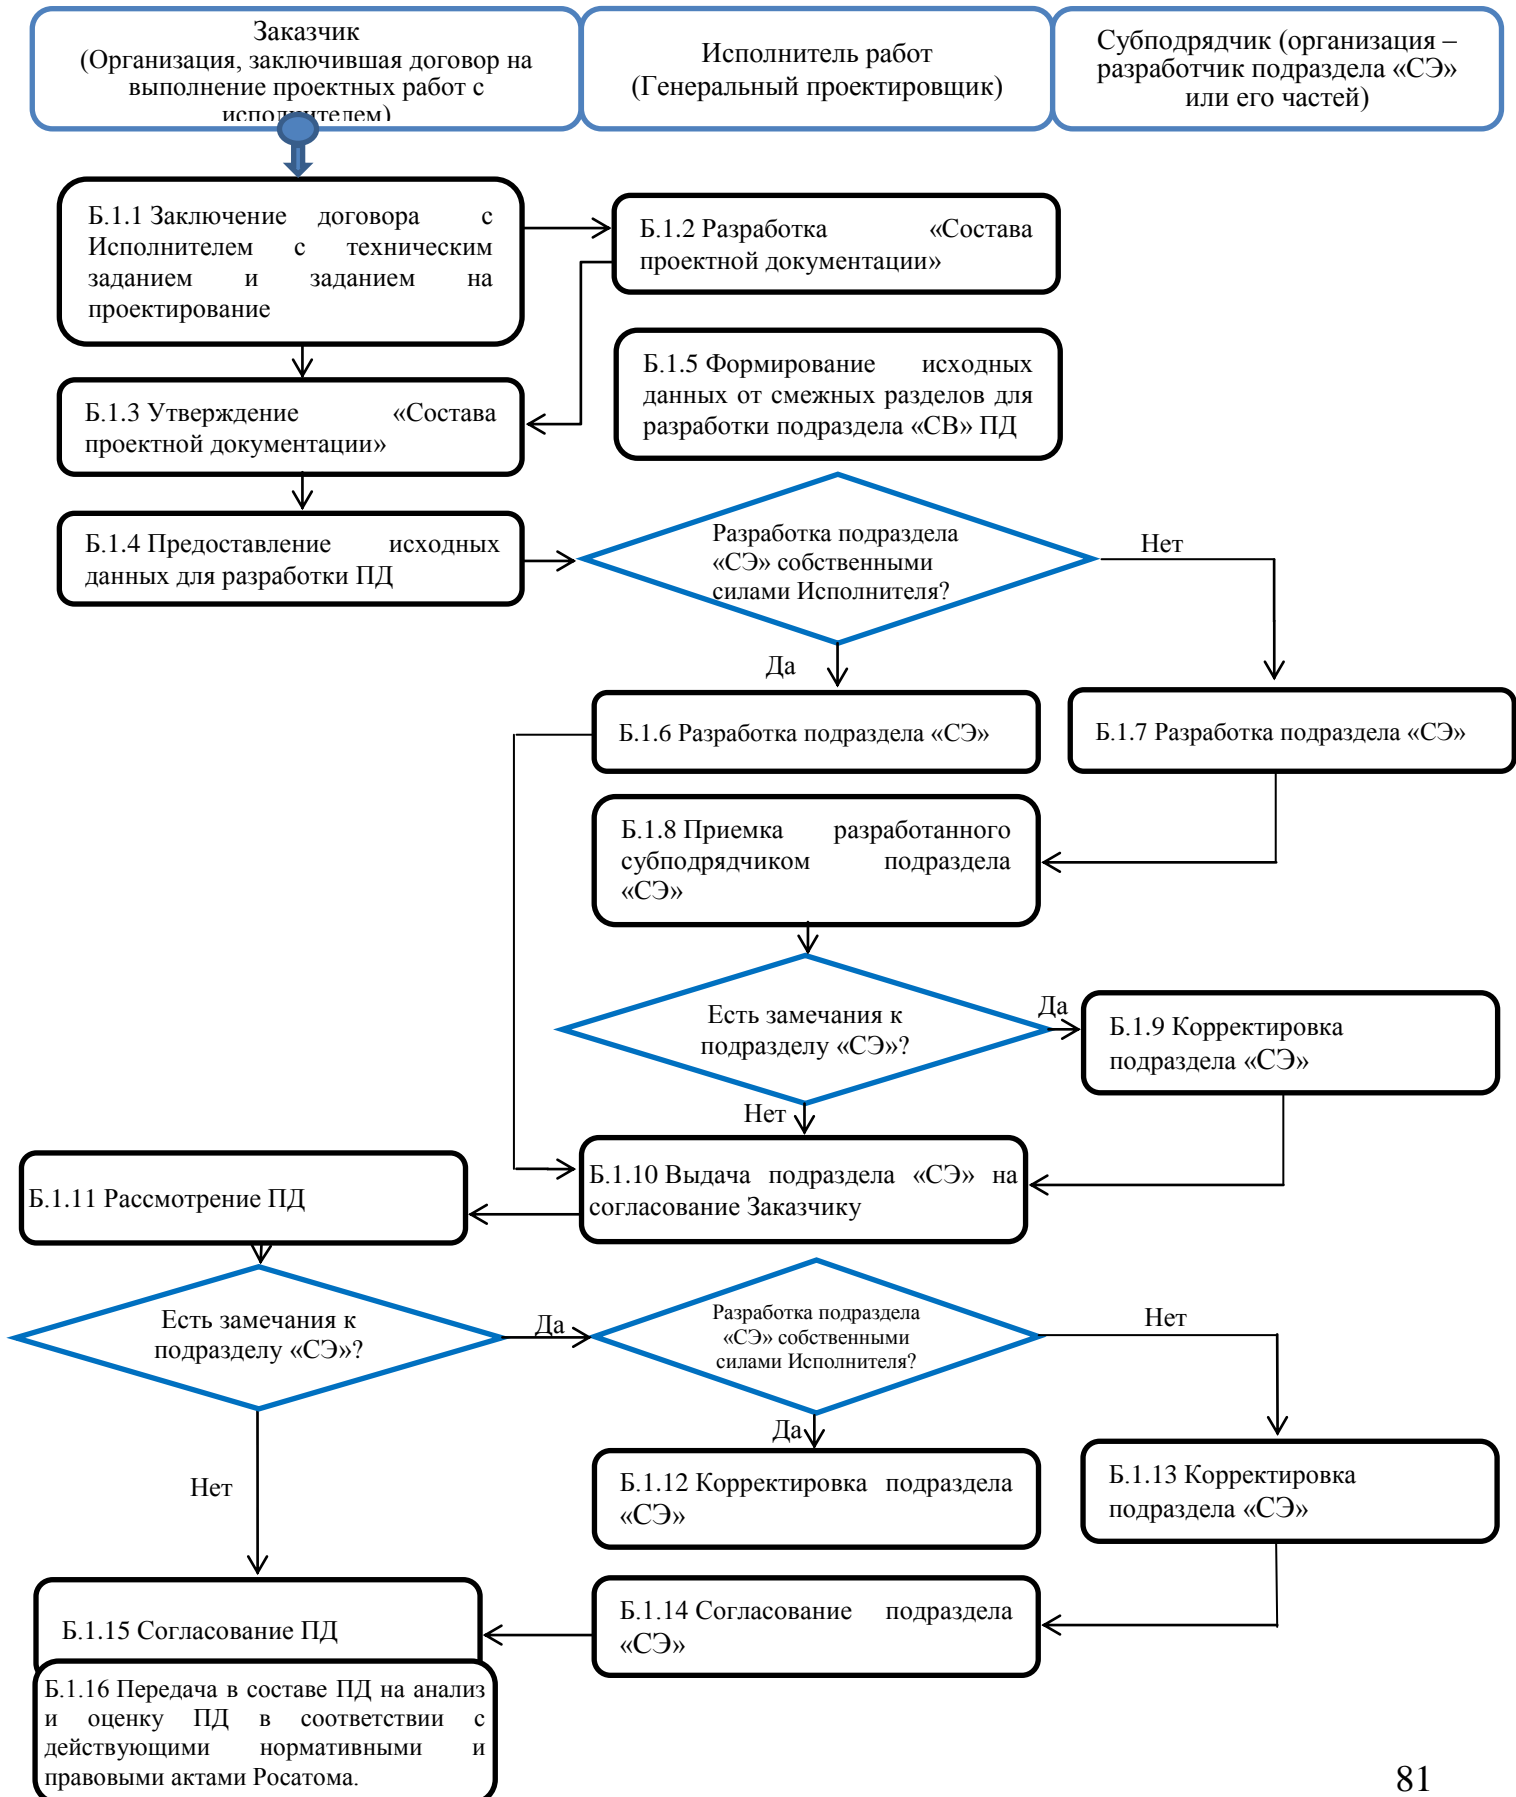 Заказчик
(Организация, заключившая договор на
выполнение проектных работ с
исполнителем)
Исполнитель работ
(Генеральный проектировщик)
Субподрядчик (организация –
разработчик подраздела «СЭ»
или его частей)
Б.1.1 Заключение договора с
Исполнителем с техническим
заданием и заданием на
проектирование
Б.1.2 Разработка «Состава
проектной документации»
Б.1.3 Утверждение «Состава
проектной документации»
Б.1.5 Формирование исходных
данных от смежных разделов для
разработки подраздела «СВ» ПД
Б.1.4 Предоставление исходных
данных для разработки ПД
Разработка подраздела
«СЭ» собственными
силами Исполнителя?
Нет
Да
Б.1.6 Разработка подраздела «СЭ»
Б.1.7 Разработка подраздела «СЭ»
Б.1.8 Приемка разработанного
субподрядчиком подраздела
«СЭ»
Есть замечания к
подразделу «СЭ»?
Да
Б.1.9 Корректировка
подраздела «СЭ»
Нет
Б.1.10 Выдача подраздела «СЭ» на
согласование Заказчику
Б.1.11 Рассмотрение ПД
Есть замечания к
подразделу «СЭ»?
Да
Разработка подраздела
«СЭ» собственными
силами Исполнителя?
Нет
Да
Нет
Б.1.12 Корректировка подраздела
«СЭ»
Б.1.13 Корректировка
подраздела «СЭ»
Б.1.14 Согласование подраздела
«СЭ»
Б.1.15 Согласование ПД
Б.1.16 Передача в составе ПД на анализ
и оценку ПД в соответствии с
действующими нормативными и
правовыми актами Росатома.
81